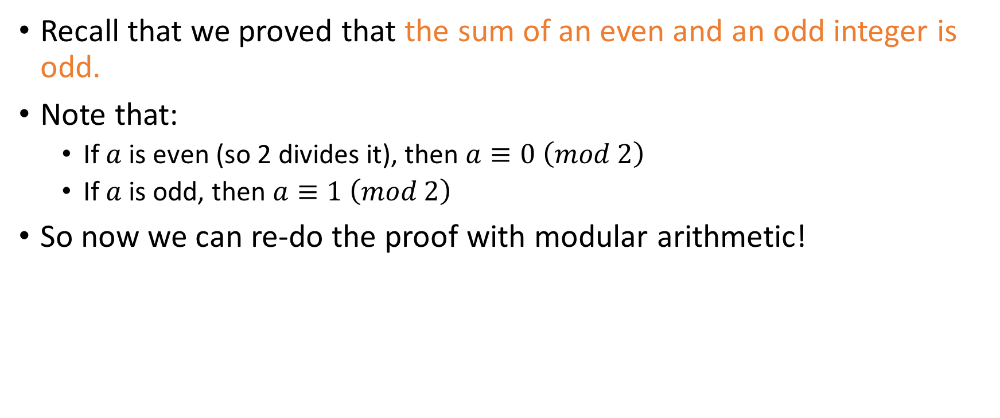 • Recall that we proved that the sum of an even and an odd integer is
odd.
• Note that:
• If 𝑎 is even (so 2 divides it), then 𝑎 ≡ 0 (𝑚𝑜𝑑 2)
• If 𝑎 is odd, then 𝑎 ≡ 1 (𝑚𝑜𝑑 2)
• So now we can re-do the proof with modular arithmetic!